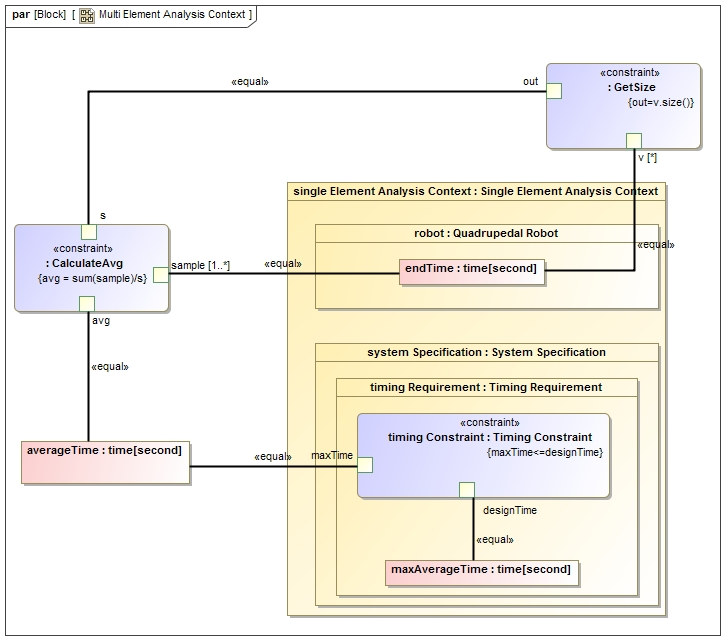 par [Block] [ Multi Element Analysis Context ]
«equal»
out
«constraint»
: GetSize
{out=v.size()}
v [*]
single Element Analysis Context : Single Element Analysis Context
s
«constraint»
: CalculateAvg
{avg = sum(sample)/s}
avg
sample [1..*]
«equal»
robot : Quadrupedal Robot
«equal»
endTime : time[second]
«equal»
system Specification : System Specification
timing Requirement : Timing Requirement
«constraint»
timing Constraint : Timing Constraint
{maxTime<=designTime}
averageTime : time[second]
«equal»
maxTime
designTime
«equal»
maxAverageTime : time[second]